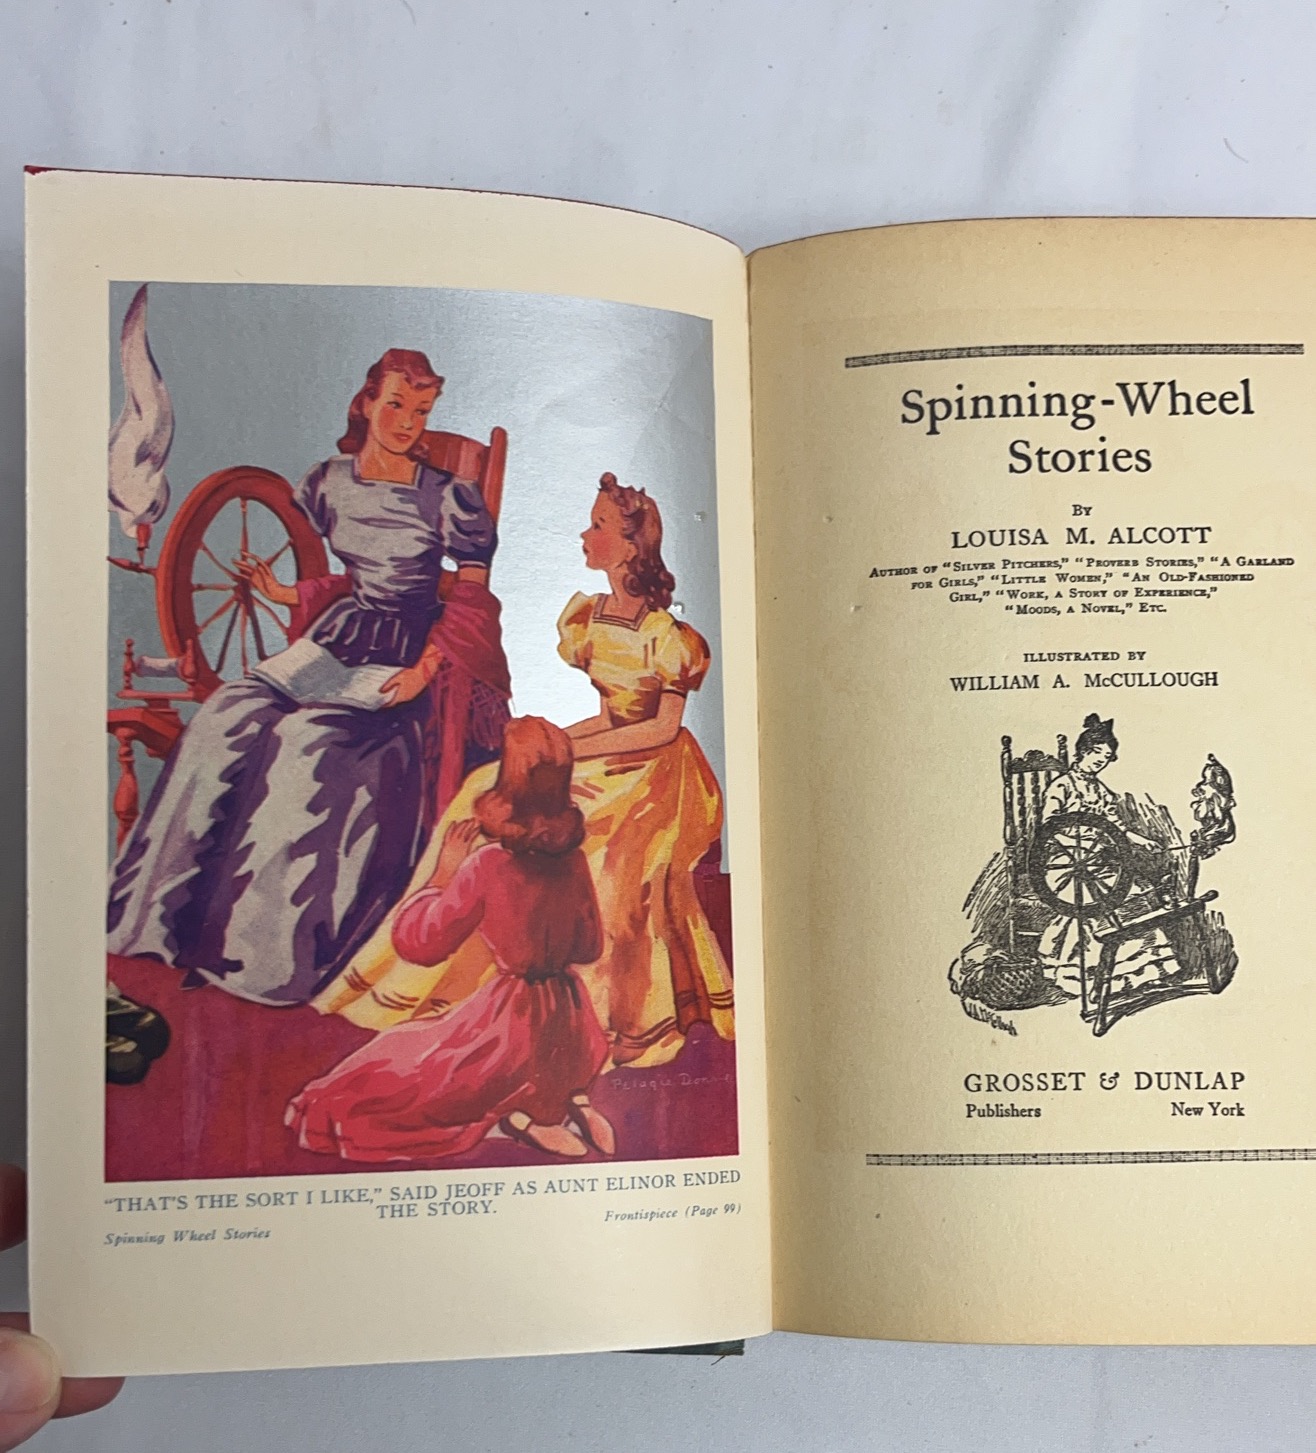 Pelagie
"THAT'S THE SORT I LIKE," SAID JEOFF AS AUNT ELINOR ENDED
THE STORY.
Spinning Wheel Stories
Frontispiece (Page 99)
Spinning-Wheel
Stories
BY
LOUISA M. ALCOTT
AUTHOR OF "SILVER PITCHERS," "PROVERB STORIES," "A GARLAND
FOR GIRLS," "LITTLE WOMEN," "AN OLD-FASHIONED
GIRL," "WORK, A STORY OF EXPERIENCE,"
"MOODS, A NOVEL," ETC.
ILLUSTRATED BY
WILLIAM A. McCULLOUGH
W.A. McCullough
GROSSET & DUNLAP
Publishers New York